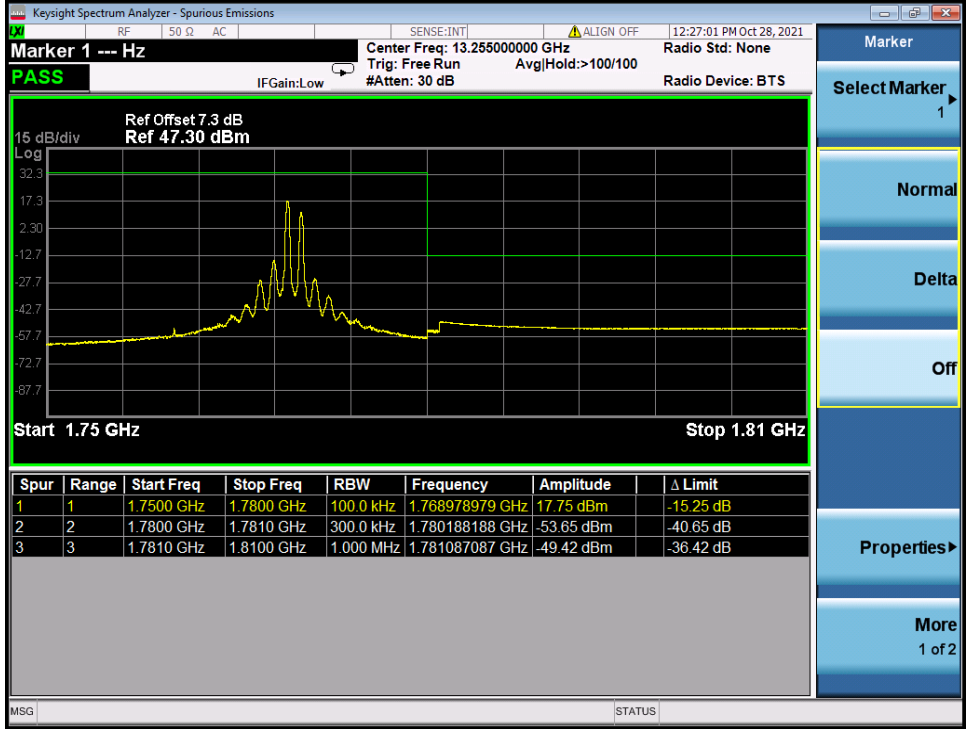 Keysight Spectrum Analyzer - Spurious Emissions
LXI RF 50 Ω AC SENSE:INT ALIGN OFF 12:27:01 PM Oct 28, 2021
Marker 1 --- Hz
Center Freq: 13.255000000 GHz
Radio Std: None
Trig: Free Run Avg|Hold:>100/100
PASS
IFGain:Low #Atten: 30 dB Radio Device: BTS
Ref Offset 7.3 dB
15 dB/div Ref 47.30 dBm
Log
32.3
17.3
2.30
-12.7
-27.7
-42.7
-57.7
-72.7
-87.7
Start 1.75 GHz Stop 1.81 GHz
Spur Range Start Freq Stop Freq RBW Frequency Amplitude Δ Limit
1 1 1.7500 GHz 1.7800 GHz 100.0 kHz 1.768978979 GHz 17.75 dBm -15.25 dB
2 2 1.7800 GHz 1.7810 GHz 300.0 kHz 1.780188188 GHz -53.65 dBm -40.65 dB
3 3 1.7810 GHz 1.8100 GHz 1.000 MHz 1.781087087 GHz -49.42 dBm -36.42 dB
MSG STATUS
Marker
Select Marker
1
Normal
Delta
Off
Properties
More
1 of 2